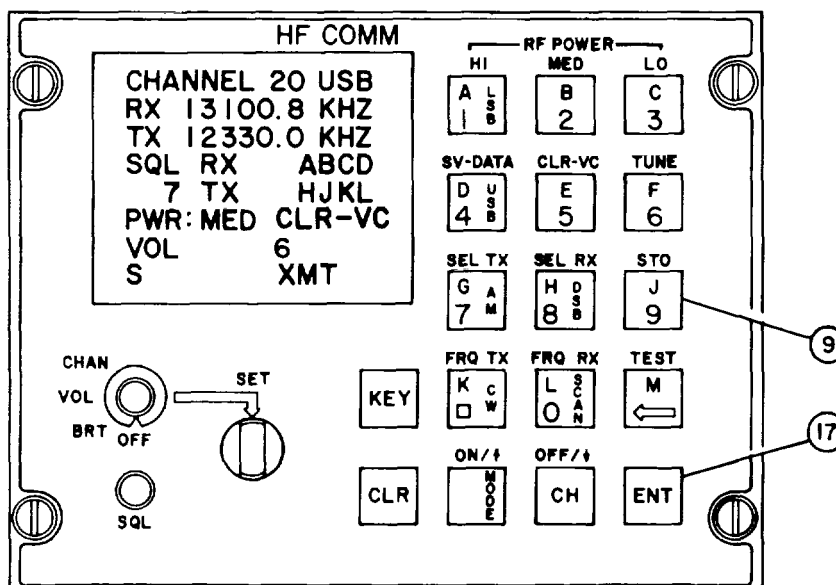 HF COMM
CHANNEL 20 USB
RX 13100.8 KHZ
TX 12330.0 KHZ
SQL RX ABCD
7 TX HJKL
PWR: MED CLR-VC
VOL 6
S XMT
RF POWER
HI MED LO
A 1 LSB
B 2
C 3
SV-DATA CLR-VC TUNE
D 4 USB
E 5
F 6
SEL TX SEL RX STO
G 7 AM
H 8 DSB
J 9
9
FRQ TX FRQ RX TEST
KEY
K CW
L 0 SCAN
M
17
ON/↑ OFF/↓
CLR
MODE
CH
ENT
CHAN
VOL
BRT
OFF
SET
SQL